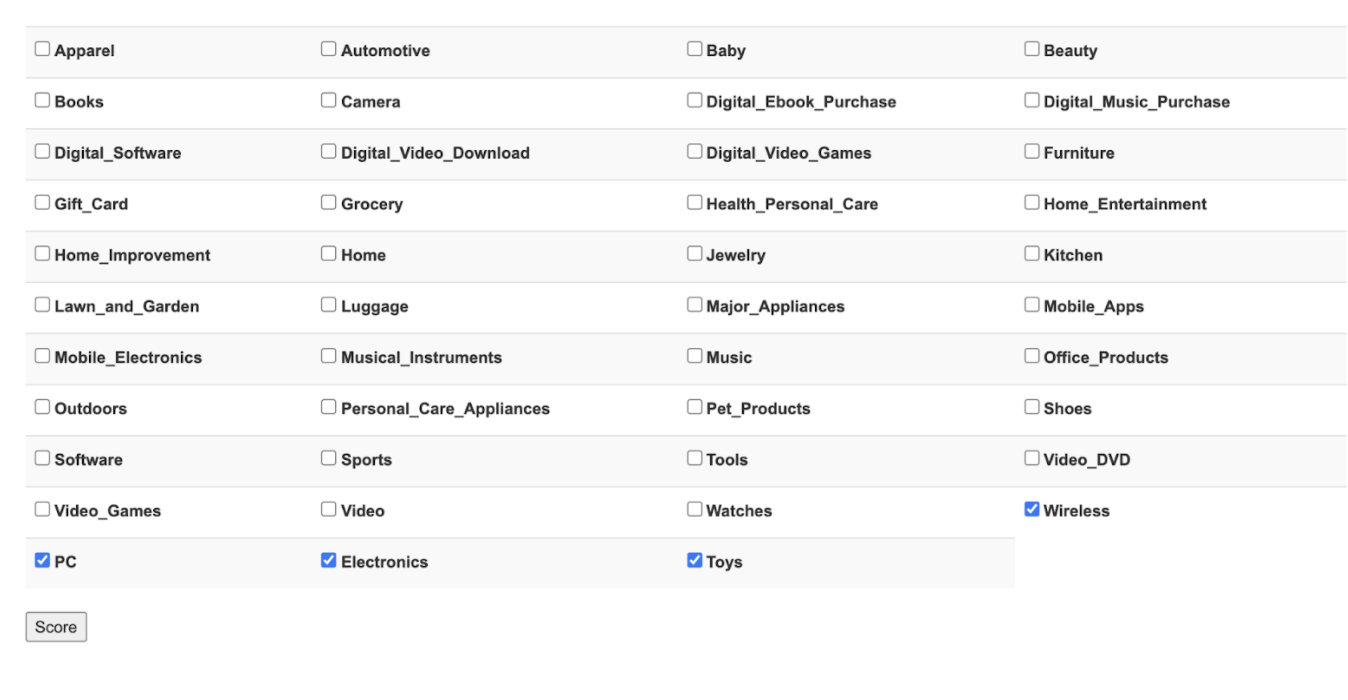 Apparel Automotive Baby Beauty
Books Camera Digital_Ebook_Purchase Digital_Music_Purchase
Digital_Software Digital_Video_Download Digital_Video_Games Furniture
Gift_Card Grocery Health_Personal_Care Home_Entertainment
Home_Improvement Home Jewelry Kitchen
Lawn_and_Garden Luggage Major_Appliances Mobile_Apps
Mobile_Electronics Musical_Instruments Music Office_Products
Outdoors Personal_Care_Appliances Pet_Products Shoes
Software Sports Tools Video_DVD
Video_Games Video Watches Wireless
PC Electronics Toys
Score